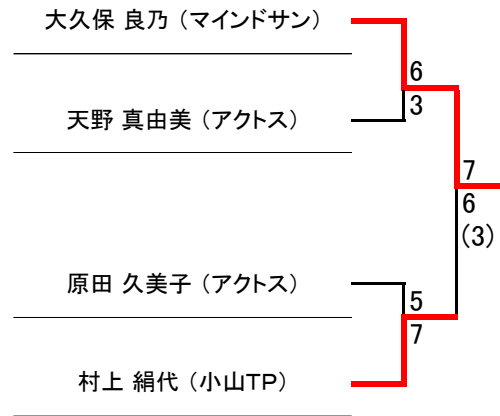 大久保 良乃（マインドサン）
6
3
天野 真由美（アクトス）
7
6
(3)
原田 久美子（アクトス）
5
7
村上 絹代（小山TP）